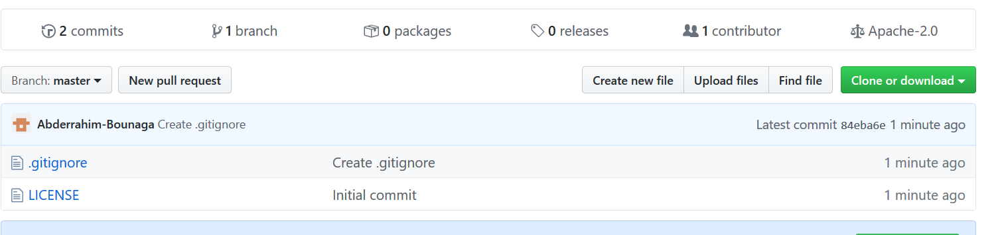 2 commits 1 branch 0 packages 0 releases 1 contributor Apache-2.0
Branch: master New pull request Create new file Upload files Find file Clone or download
Abderrahim-Bounaga Create .gitignore Latest commit 84eba6e 1 minute ago
.gitignore Create .gitignore 1 minute ago
LICENSE Initial commit 1 minute ago